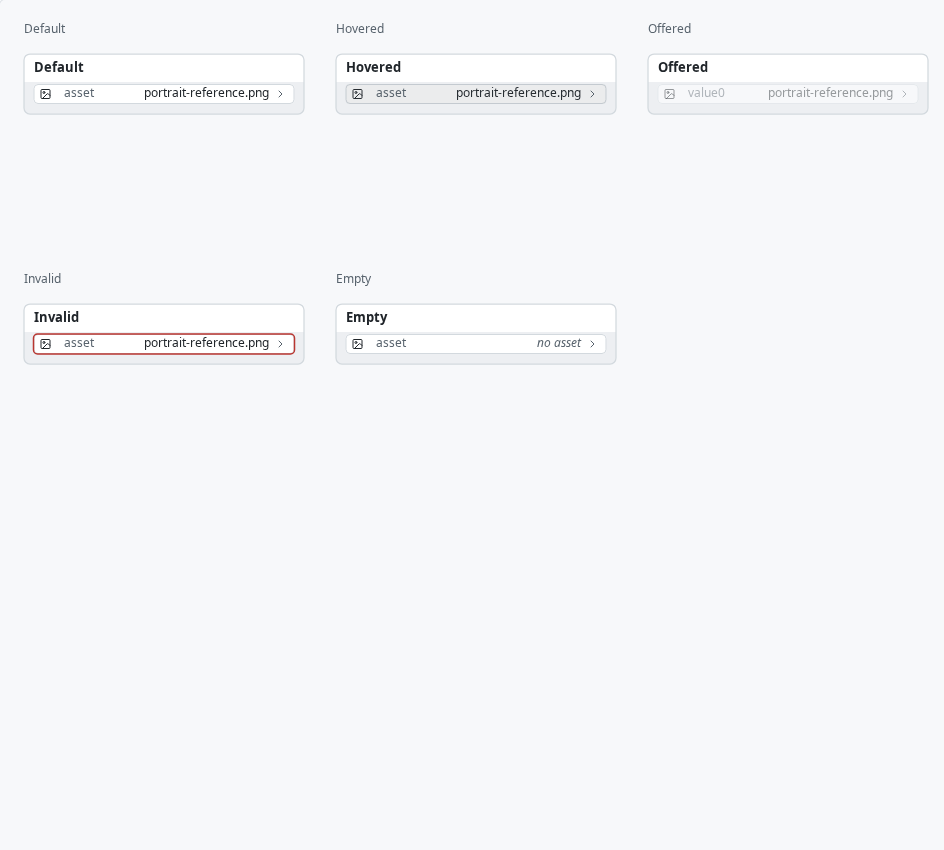 Default
Hovered
Offered
Default
Hovered
Offered
asset portrait-reference.png
asset portrait-reference.png
value0 portrait-reference.png
Invalid
Empty
Invalid
Empty
asset portrait-reference.png
asset no asset